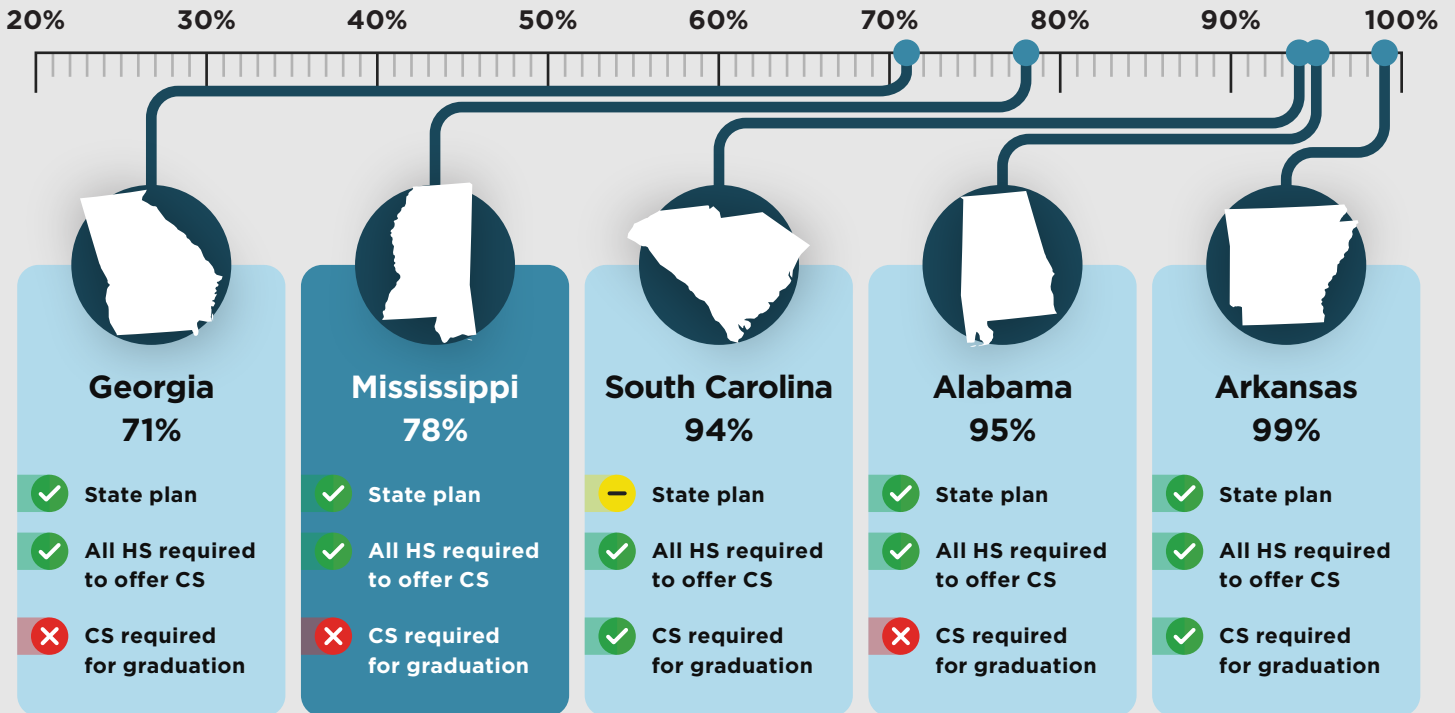 20% 30% 40% 50% 60% 70% 80% 90% 100%
Georgia
71%
State plan
All HS required
to offer CS
CS required
for graduation
Mississippi
78%
State plan
All HS required
to offer CS
CS required
for graduation
South Carolina
94%
State plan
All HS required
to offer CS
CS required
for graduation
Alabama
95%
State plan
All HS required
to offer CS
CS required
for graduation
Arkansas
99%
State plan
All HS required
to offer CS
CS required
for graduation